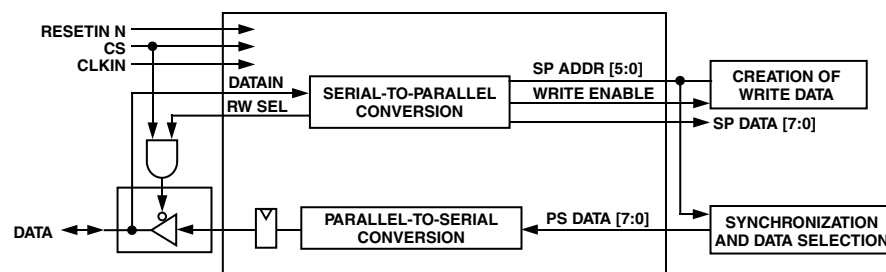 RESETIN N
CS
CLKIN
DATAIN
RW SEL
SERIAL-TO-PARALLEL
CONVERSION
SP ADDR [5:0]
WRITE ENABLE
SP DATA [7:0]
CREATION OF
WRITE DATA
DATA
PARALLEL-TO-SERIAL
CONVERSION
PS DATA [7:0]
SYNCHRONIZATION
AND DATA SELECTION